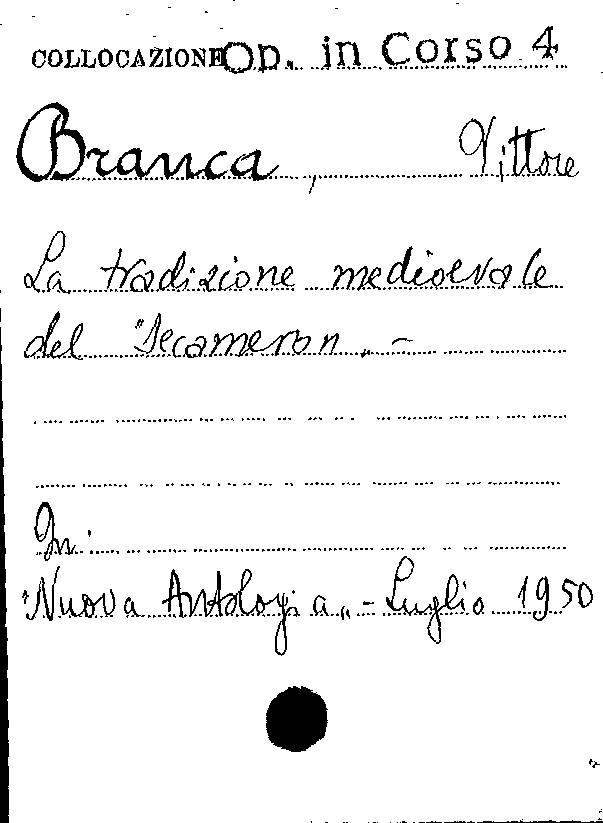 COLLOCAZIONE Op. in Corso 4
Branca, Vittore
La tradizione medioevale
del "Decameron„ -
In:
"Nuova Antologia„ - Luglio 1950